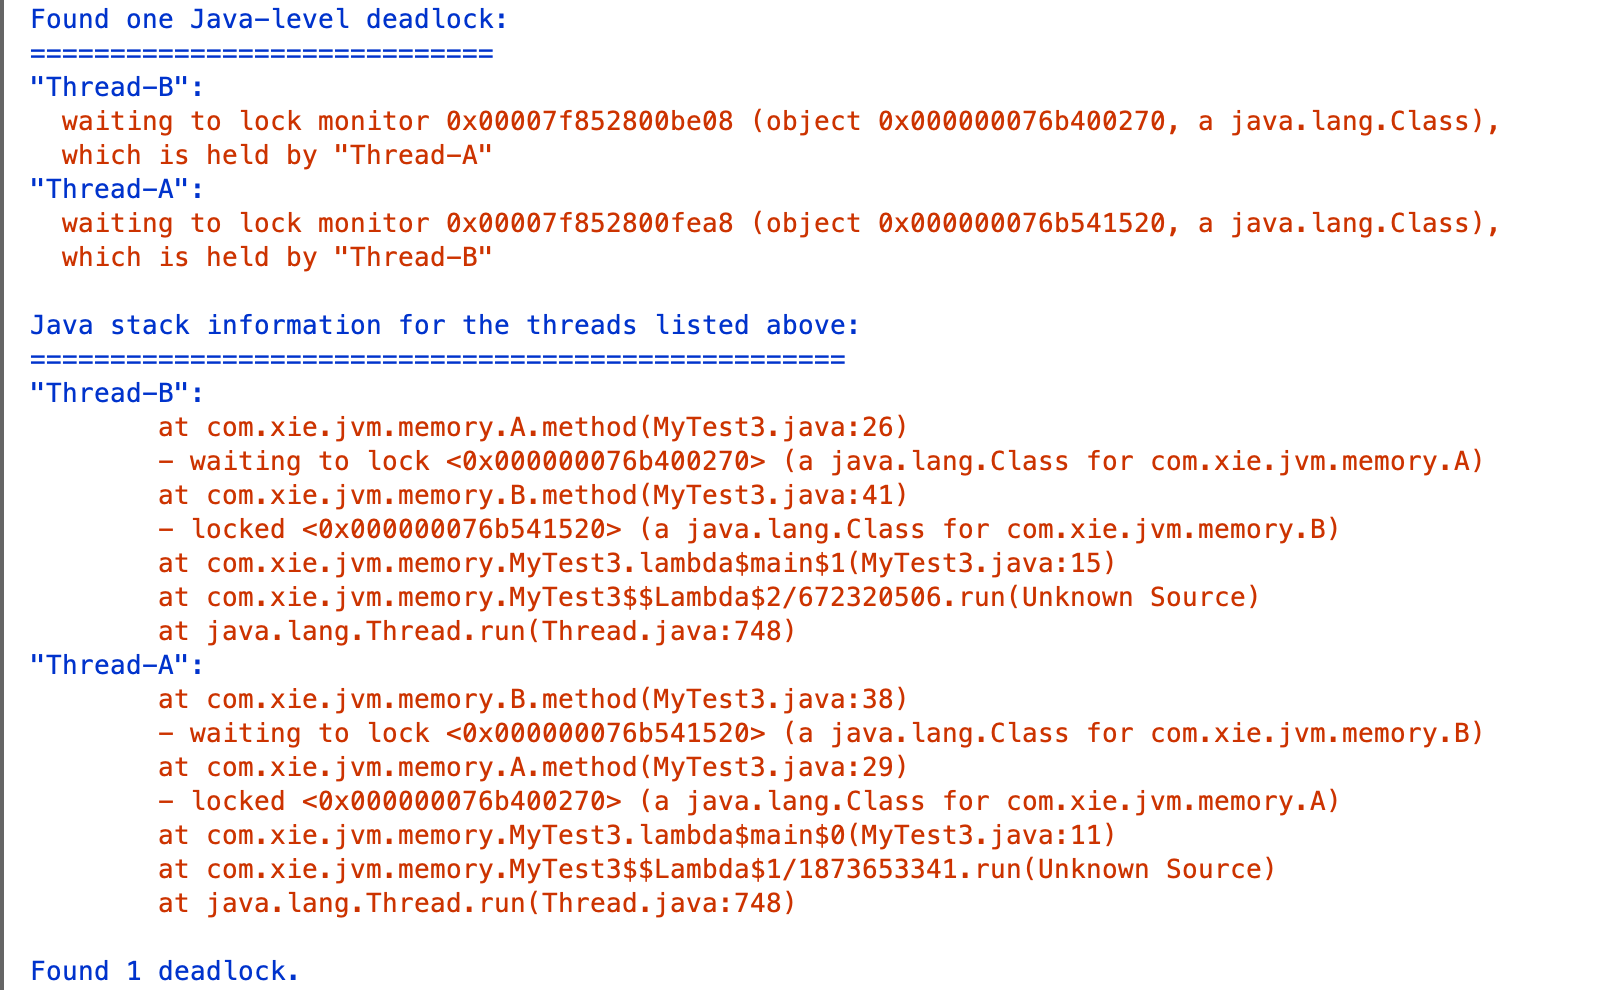 Found one Java-level deadlock:
=============================
"Thread-B":
  waiting to lock monitor 0x00007f852800be08 (object 0x000000076b400270, a java.lang.Class),
  which is held by "Thread-A"
"Thread-A":
  waiting to lock monitor 0x00007f852800fea8 (object 0x000000076b541520, a java.lang.Class),
  which is held by "Thread-B"

Java stack information for the threads listed above:
===================================================
"Thread-B":
        at com.xie.jvm.memory.A.method(MyTest3.java:26)
        - waiting to lock <0x000000076b400270> (a java.lang.Class for com.xie.jvm.memory.A)
        at com.xie.jvm.memory.B.method(MyTest3.java:41)
        - locked <0x000000076b541520> (a java.lang.Class for com.xie.jvm.memory.B)
        at com.xie.jvm.memory.MyTest3.lambda$main$1(MyTest3.java:15)
        at com.xie.jvm.memory.MyTest3$$Lambda$2/672320506.run(Unknown Source)
        at java.lang.Thread.run(Thread.java:748)
"Thread-A":
        at com.xie.jvm.memory.B.method(MyTest3.java:38)
        - waiting to lock <0x000000076b541520> (a java.lang.Class for com.xie.jvm.memory.B)
        at com.xie.jvm.memory.A.method(MyTest3.java:29)
        - locked <0x000000076b400270> (a java.lang.Class for com.xie.jvm.memory.A)
        at com.xie.jvm.memory.MyTest3.lambda$main$0(MyTest3.java:11)
        at com.xie.jvm.memory.MyTest3$$Lambda$1/1873653341.run(Unknown Source)
        at java.lang.Thread.run(Thread.java:748)

Found 1 deadlock.